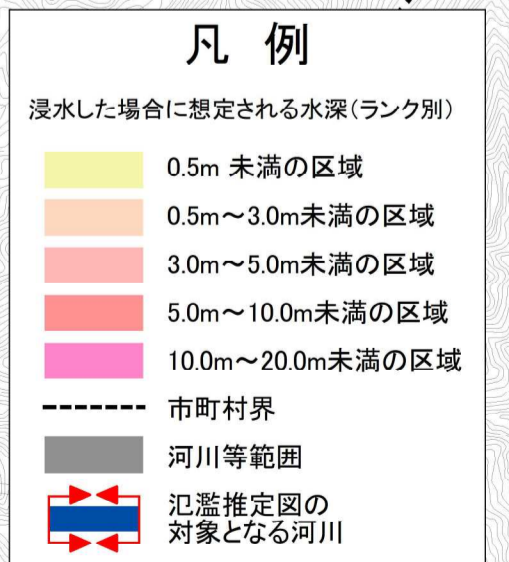 凡 例
浸水した場合に想定される水深(ランク別)
0.5m 未満の区域
0.5m～3.0m未満の区域
3.0m～5.0m未満の区域
5.0m～10.0m未満の区域
10.0m～20.0m未満の区域
市町村界
河川等範囲
氾濫推定図の
対象となる河川